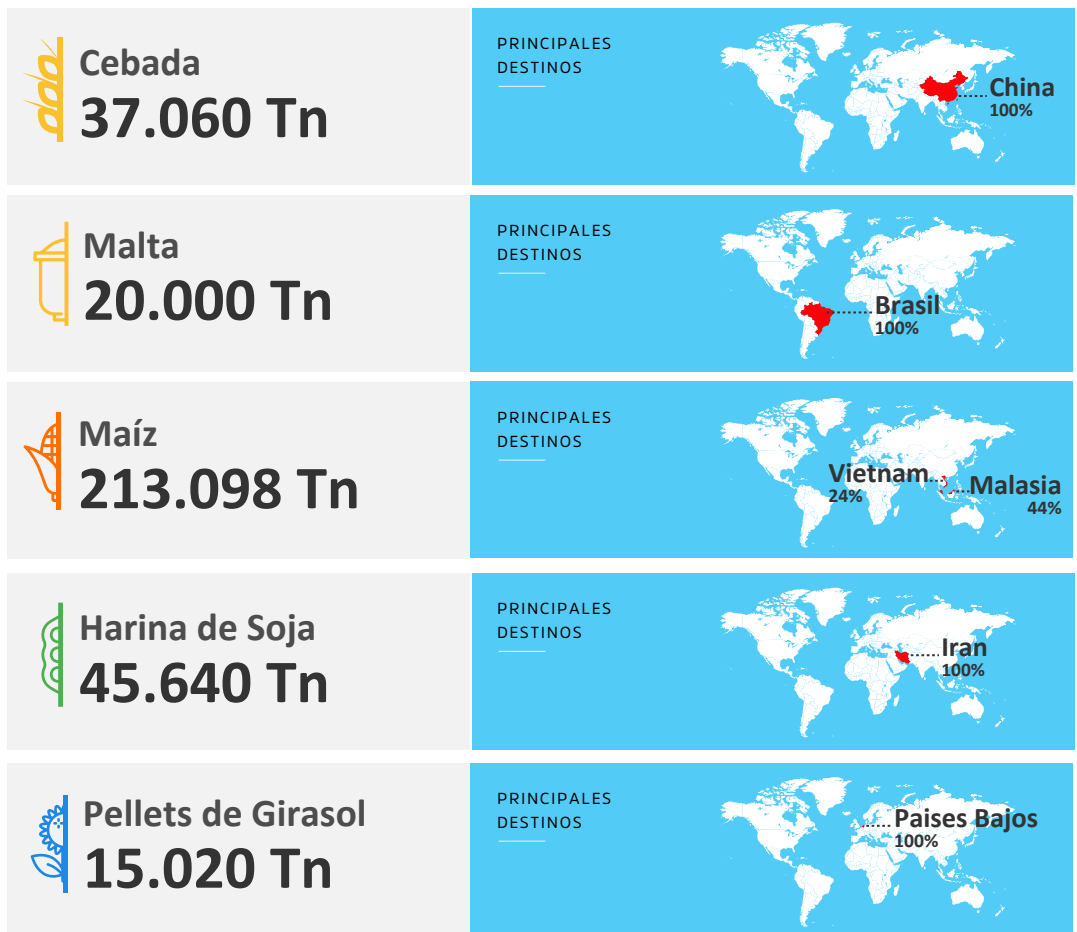 Cebada
37.060 Tn
PRINCIPALES
DESTINOS
China
100%
Malta
20.000 Tn
PRINCIPALES
DESTINOS
Brasil
100%
Maíz
213.098 Tn
PRINCIPALES
DESTINOS
Vietnam
24%
Malasia
44%
Harina de Soja
45.640 Tn
PRINCIPALES
DESTINOS
Iran
100%
Pellets de Girasol
15.020 Tn
PRINCIPALES
DESTINOS
Paises Bajos
100%